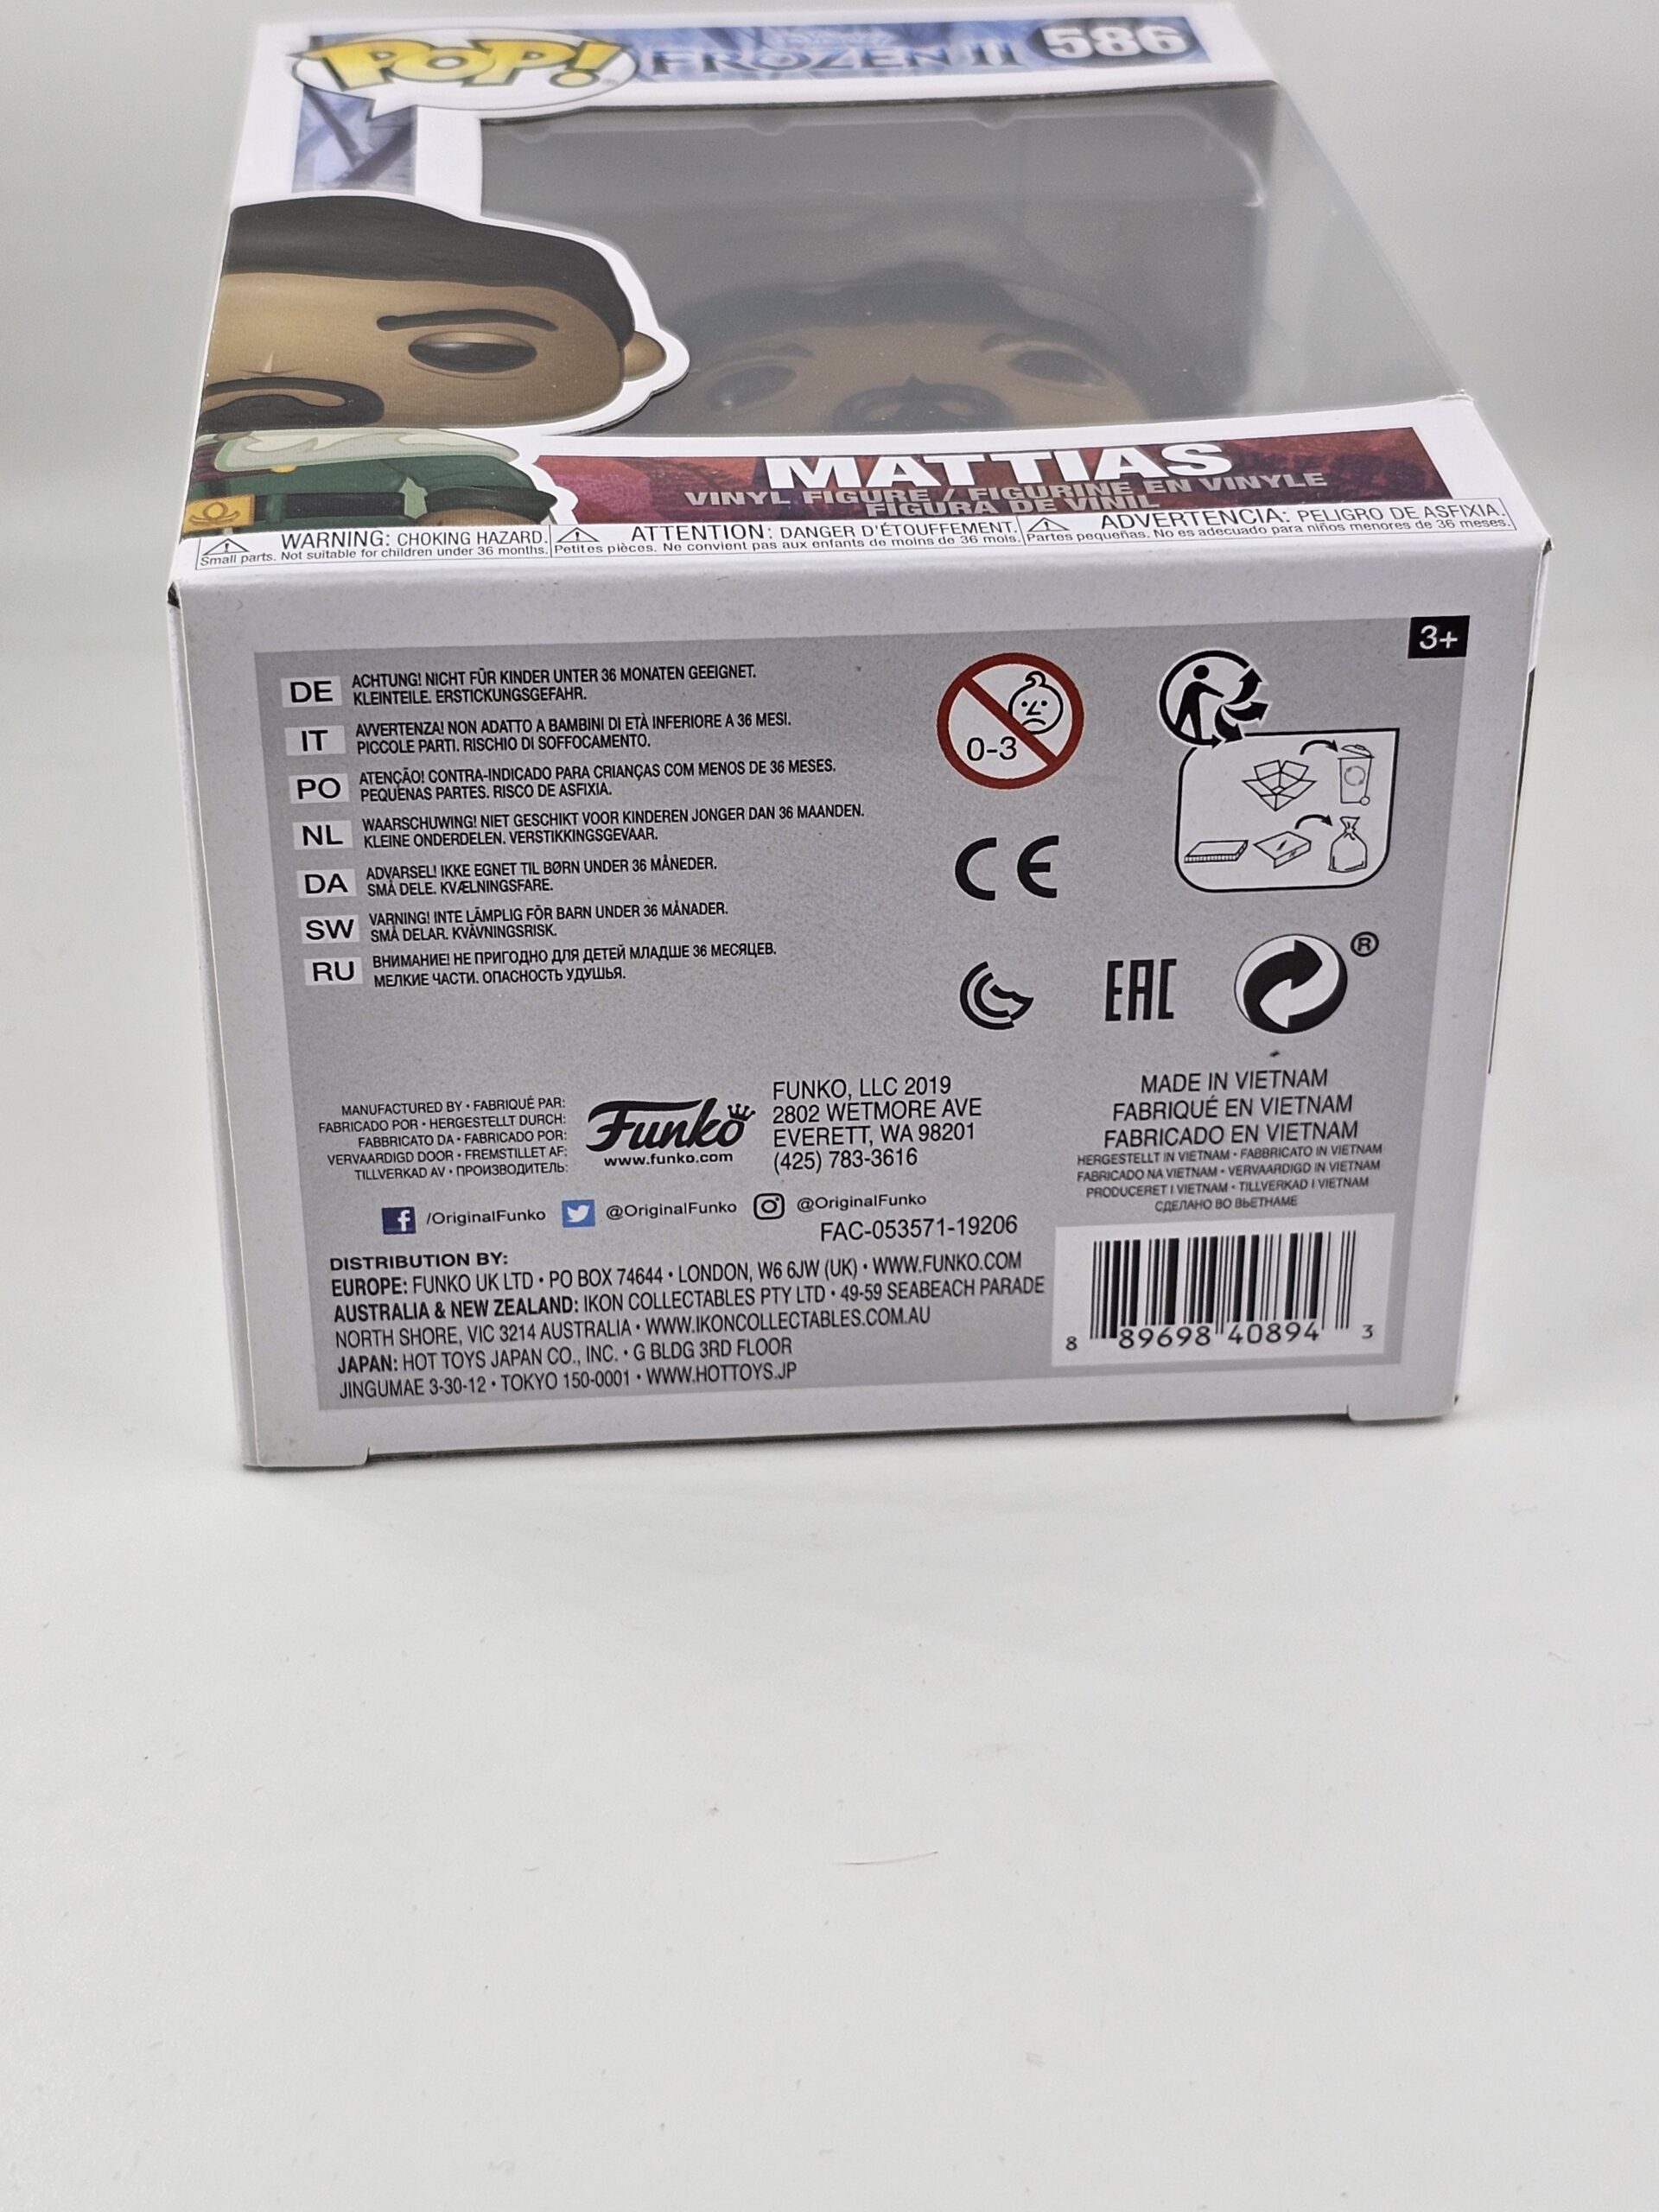 POP!
Disney
FROZEN II
586
MATTIAS
VINYL FIGURE / FIGURINE EN VINYLE
FIGURA DE VINIL
WARNING: CHOKING HAZARD.
Small parts. Not suitable for children under 36 months.
ATTENTION: DANGER D'ÉTOUFFEMENT.
Petites pièces. Ne convient pas aux enfants de moins de 36 mois.
ADVERTENCIA: PELIGRO DE ASFIXIA.
Partes pequeñas. No es adecuado para niños menores de 36 meses.
3+
DE ACHTUNG! NICHT FÜR KINDER UNTER 36 MONATEN GEEIGNET.
KLEINTEILE. ERSTICKUNGSGEFAHR.
IT AVVERTENZA! NON ADATTO A BAMBINI DI ETÀ INFERIORE A 36 MESI.
PICCOLE PARTI. RISCHIO DI SOFFOCAMENTO.
PO ATENÇÃO! CONTRA-INDICADO PARA CRIANÇAS COM MENOS DE 36 MESES.
PEQUENAS PARTES. RISCO DE ASFIXIA.
NL WAARSCHUWING! NIET GESCHIKT VOOR KINDEREN JONGER DAN 36 MAANDEN.
KLEINE ONDERDELEN. VERSTIKKINGSGEVAAR.
DA ADVARSEL! IKKE EGNET TIL BØRN UNDER 36 MÅNEDER.
SMÅ DELE. KVÆLNINGSFARE.
SW VARNING! INTE LÄMPLIG FÖR BARN UNDER 36 MÅNADER.
SMÅ DELAR. KVÄVNINGSRISK.
RU ВНИМАНИЕ! НЕ ПРИГОДНО ДЛЯ ДЕТЕЙ МЛАДШЕ 36 МЕСЯЦЕВ.
МЕЛКИЕ ЧАСТИ. ОПАСНОСТЬ УДУШЬЯ.
0-3
CE
EAC
®
MANUFACTURED BY • FABRIQUÉ PAR:
FABRICADO POR • HERGESTELLT DURCH:
FABBRICATO DA • FABRICADO POR:
VERVAARDIGD DOOR • FREMSTILLET AF:
TILLVERKAD AV • ПРОИЗВОДИТЕЛЬ:
Funko
www.funko.com
FUNKO, LLC 2019
2802 WETMORE AVE
EVERETT, WA 98201
(425) 783-3616
MADE IN VIETNAM
FABRIQUÉ EN VIETNAM
FABRICADO EN VIETNAM
HERGESTELLT IN VIETNAM • FABBRICATO IN VIETNAM
FABRICADO NA VIETNAM • VERVAARDIGD IN VIETNAM
PRODUCERET I VIETNAM • TILLVERKAD I VIETNAM
СДЕЛАНО ВО ВЬЕТНАМЕ
/OriginalFunko @OriginalFunko @OriginalFunko
FAC-053571-19206
DISTRIBUTION BY:
EUROPE: FUNKO UK LTD • PO BOX 74644 • LONDON, W6 6JW (UK) • WWW.FUNKO.COM
AUSTRALIA & NEW ZEALAND: IKON COLLECTABLES PTY LTD • 49-59 SEABEACH PARADE
NORTH SHORE, VIC 3214 AUSTRALIA • WWW.IKONCOLLECTABLES.COM.AU
JAPAN: HOT TOYS JAPAN CO., INC. • G BLDG 3RD FLOOR
JINGUMAE 3-30-12 • TOKYO 150-0001 • WWW.HOTTOYS.JP
8 89698 40894 3